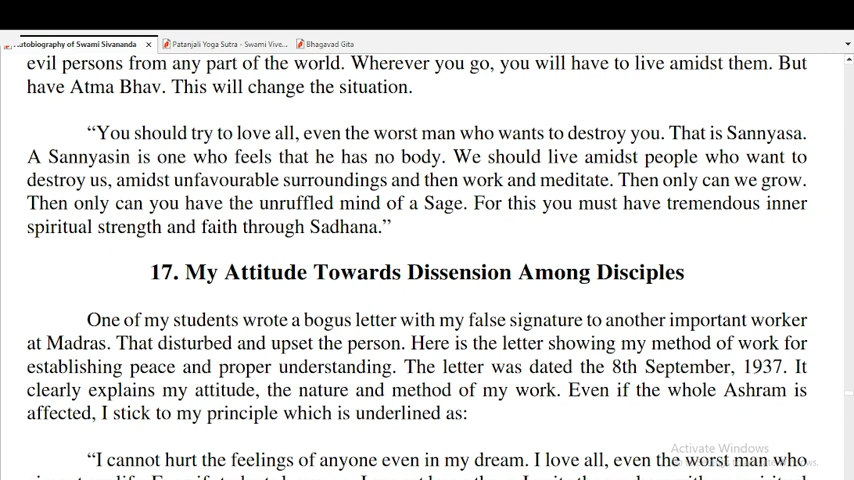 utobiography of Swami Sivananda × Patanjali Yoga Sutra - Swami Vive... Bhagavad Gita
evil persons from any part of the world. Wherever you go, you will have to live amidst them. But
have Atma Bhav. This will change the situation.
“You should try to love all, even the worst man who wants to destroy you. That is Sannyasa.
A Sannyasin is one who feels that he has no body. We should live amidst people who want to
destroy us, amidst unfavourable surroundings and then work and meditate. Then only can we grow.
Then only can you have the unruffled mind of a Sage. For this you must have tremendous inner
spiritual strength and faith through Sadhana.”
17. My Attitude Towards Dissension Among Disciples
One of my students wrote a bogus letter with my false signature to another important worker
at Madras. That disturbed and upset the person. Here is the letter showing my method of work for
establishing peace and proper understanding. The letter was dated the 8th September, 1937. It
clearly explains my attitude, the nature and method of my work. Even if the whole Ashram is
affected, I stick to my principle which is underlined as:
Activate Windows
“I cannot hurt the feelings of anyone even in my dream. I love all, even the worst man who